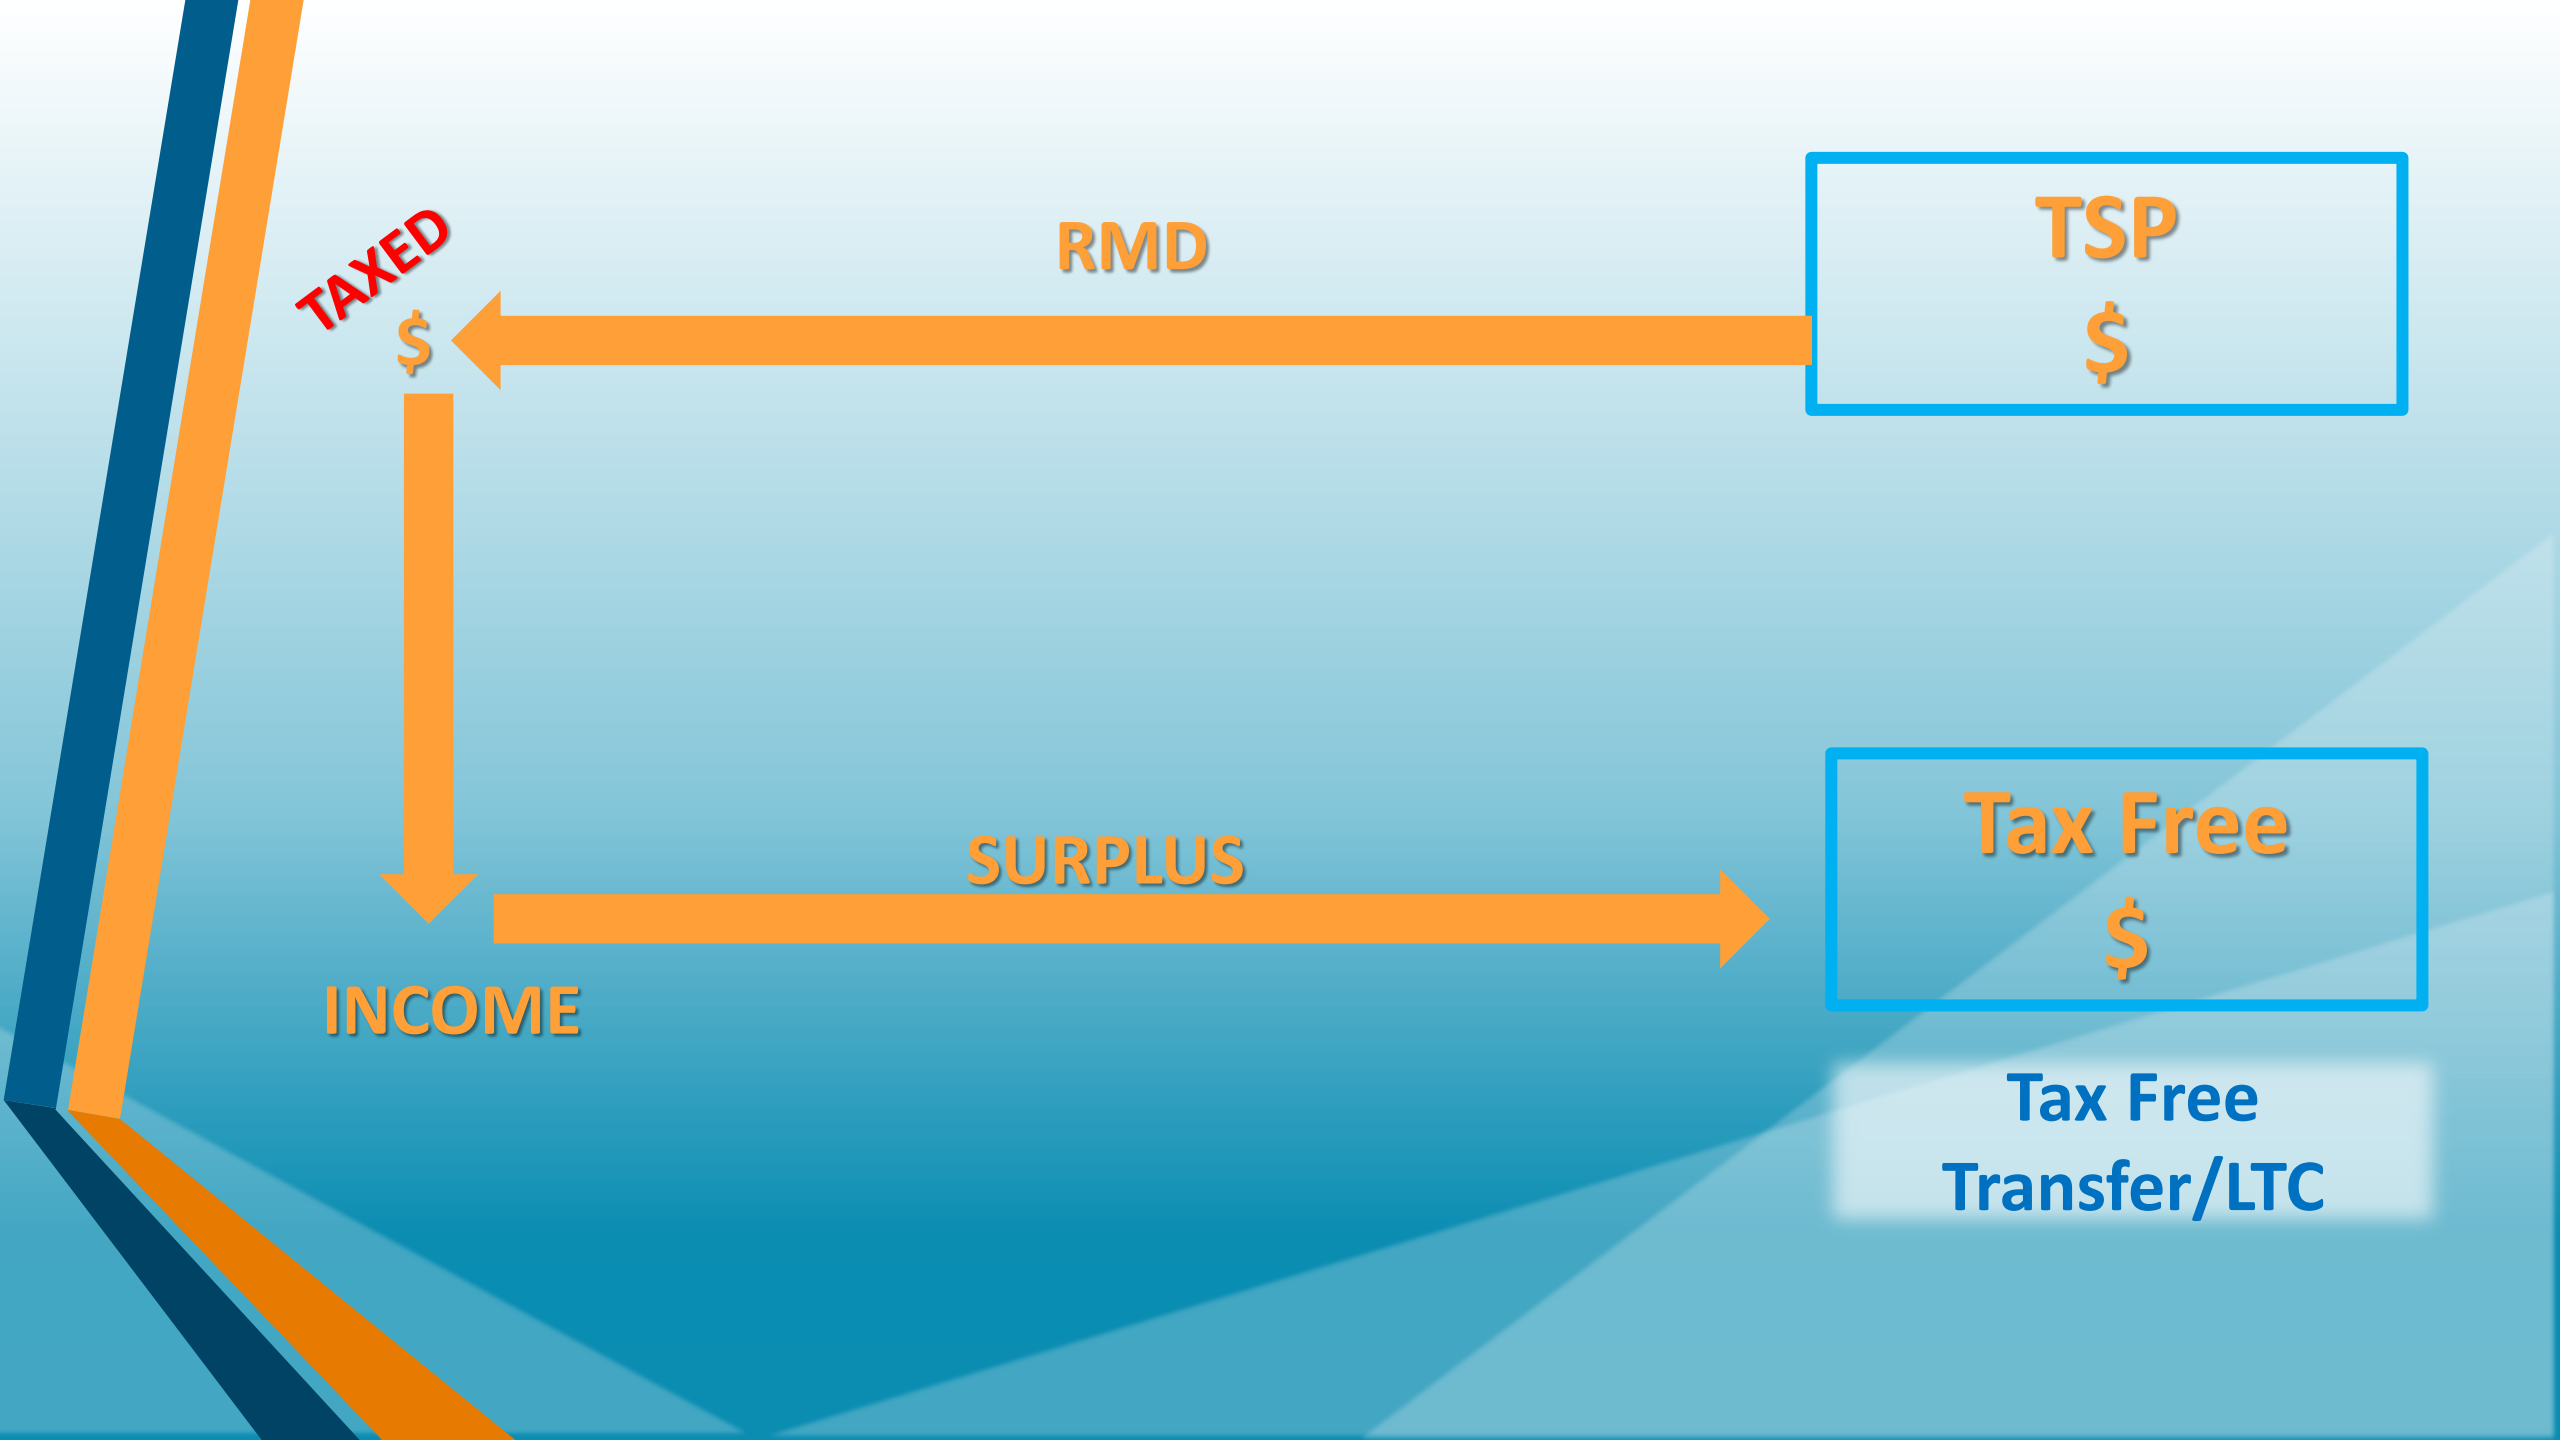 TSP
$
RMD
TAXED
$
SURPLUS
INCOME
Tax Free
$
Tax Free
Transfer/LTC